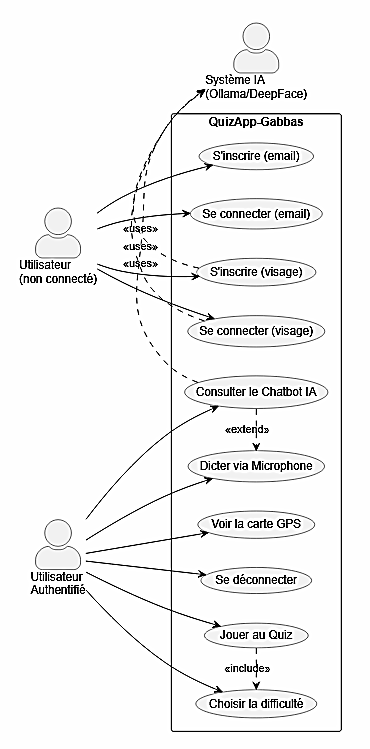 Système IA
(Ollama/DeepFace)
QuizApp-Gabbas
S'inscrire (email)
Se connecter (email)
«uses»
«uses»
«uses»
Utilisateur
(non connecté)
S'inscrire (visage)
Se connecter (visage)
Consulter le Chatbot IA
«extend»
Dicter via Microphone
Voir la carte GPS
Utilisateur
Authentifié
Se déconnecter
Jouer au Quiz
«include»
Choisir la difficulté